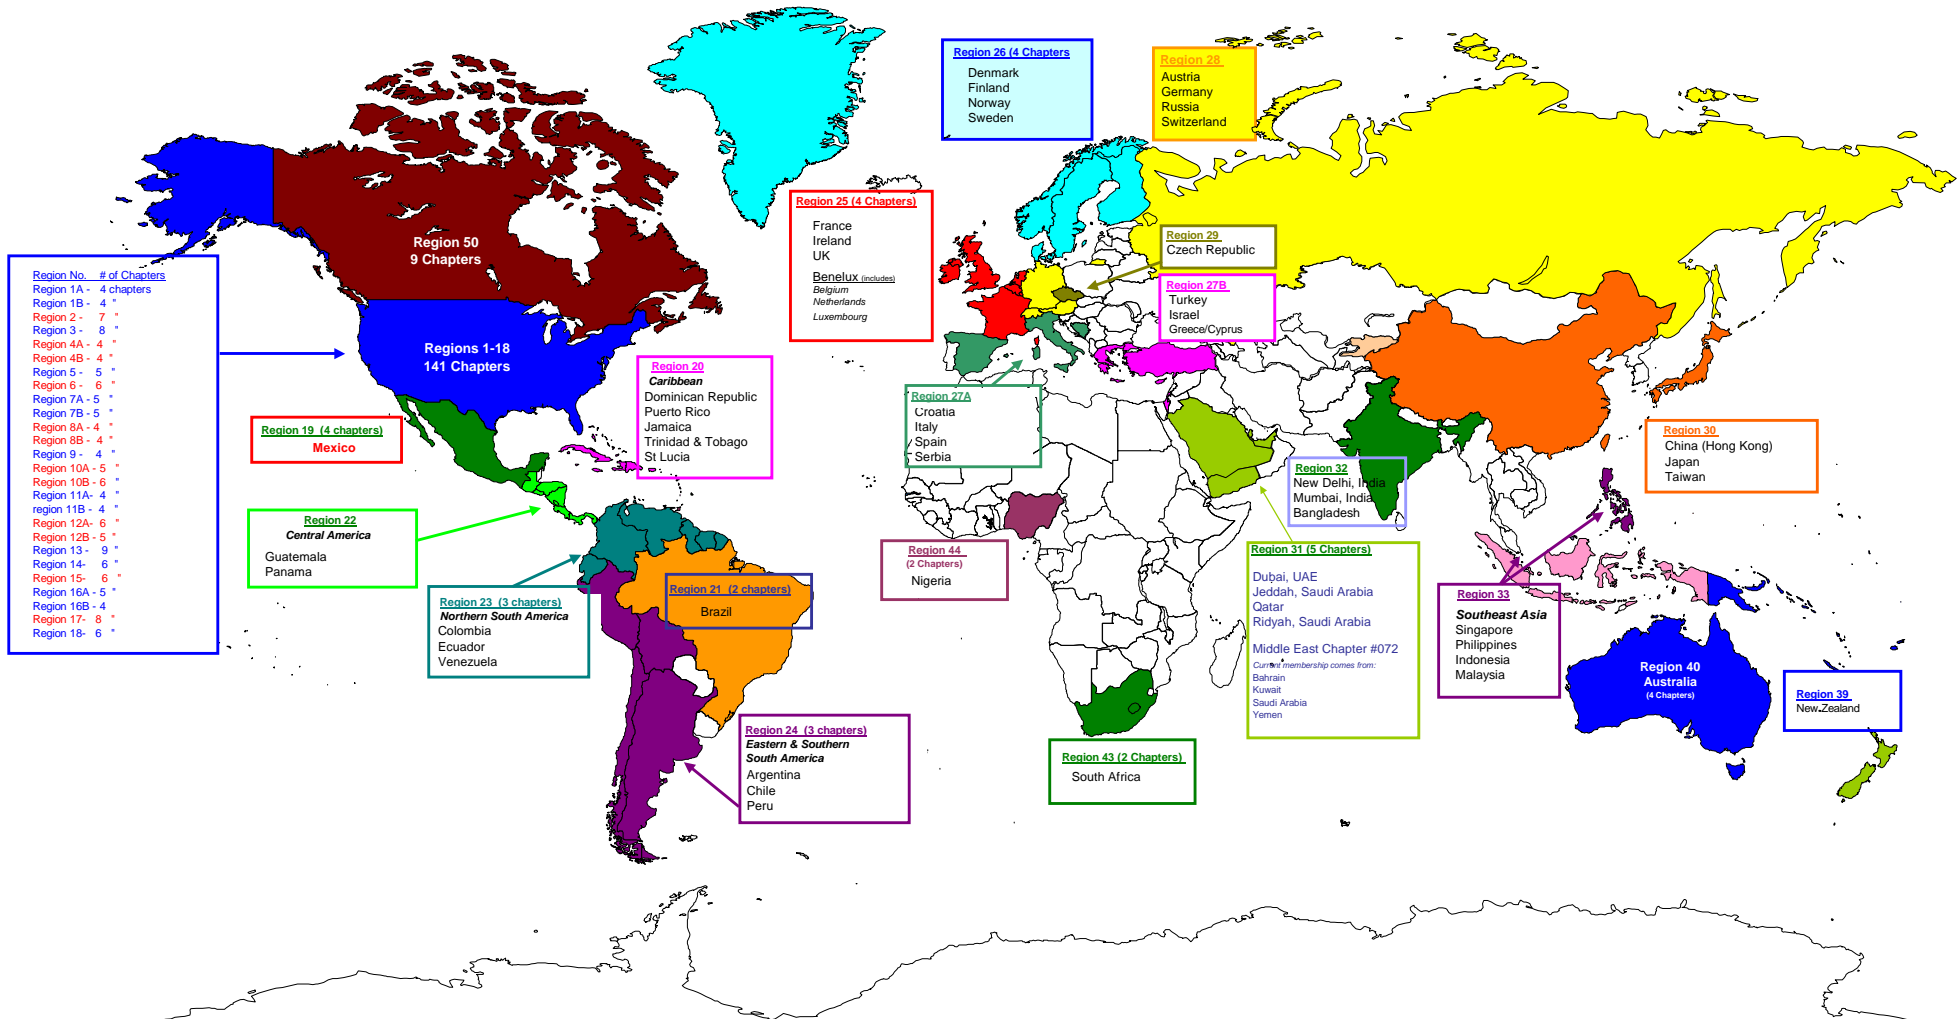 Region 26 (4 Chapters
Denmark
Finland
Norway
Sweden
Region 28
Austria
Germany
Russia
Switzerland
Region 50
9 Chapters
Region 25 (4 Chapters)
France
Ireland
UK
Benelux (includes)
Belgium
Netherlands
Luxembourg
Region 29
Czech Republic
Region 27B
Turkey
Israel
Greece/Cyprus
Region No. # of Chapters
Region 1A - 4 chapters
Region 1B - 4 "
Region 2 - 7 "
Region 3 - 8 "
Region 4A - 4 "
Region 4B - 4 "
Region 5 - 5 "
Region 6 - 6 "
Region 7A - 5 "
Region 7B - 5 "
Region 8A - 4 "
Region 8B - 4 "
Region 9 - 4 "
Region 10A - 5 "
Region 10B - 6 "
Region 11A- 4 "
region 11B - 4 "
Region 12A- 6 "
Region 12B - 5 "
Region 13 - 9 "
Region 14- 6 "
Region 15- 6 "
Region 16A - 5 "
Region 16B - 4
Region 17- 8 "
Region 18- 6 "
Regions 1-18
141 Chapters
Region 20
Caribbean
Dominican Republic
Puerto Rico
Jamaica
Trinidad & Tobago
St Lucia
Region 19 (4 chapters)
Mexico
Region 27A
Croatia
Italy
Spain
Serbia
Region 30
China (Hong Kong)
Japan
Taiwan
Region 32
New Delhi, India
Mumbai, India
Bangladesh
Region 22
Central America
Guatemala
Panama
Region 44
(2 Chapters)
Nigeria
Region 31 (5 Chapters)
Dubai, UAE
Jeddah, Saudi Arabia
Qatar
Ridyah, Saudi Arabia
Middle East Chapter #072
Current membership comes from:
Bahrain
Kuwait
Saudi Arabia
Yemen
Region 23 (3 chapters)
Northern South America
Colombia
Ecuador
Venezuela
Region 21 (2 chapters)
Brazil
Region 33
Southeast Asia
Singapore
Philippines
Indonesia
Malaysia
Region 40
Australia
(4 Chapters)
Region 39
New Zealand
Region 24 (3 chapters)
Eastern & Southern
South America
Argentina
Chile
Peru
Region 43 (2 Chapters)
South Africa